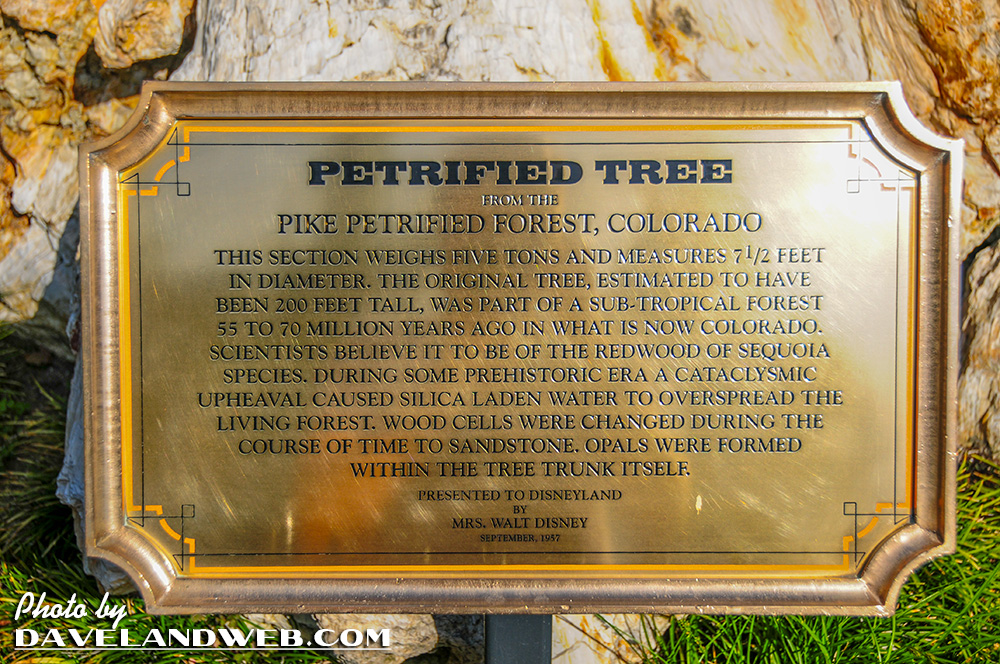 PETRIFIED TREE
FROM THE
PIKE PETRIFIED FOREST, COLORADO
THIS SECTION WEIGHS FIVE TONS AND MEASURES 7 1/2 FEET
IN DIAMETER. THE ORIGINAL TREE, ESTIMATED TO HAVE
BEEN 200 FEET TALL, WAS PART OF A SUB-TROPICAL FOREST
55 TO 70 MILLION YEARS AGO IN WHAT IS NOW COLORADO.
SCIENTISTS BELIEVE IT TO BE OF THE REDWOOD OF SEQUOIA
SPECIES. DURING SOME PREHISTORIC ERA A CATACLYSMIC
UPHEAVAL CAUSED SILICA LADEN WATER TO OVERSPREAD THE
LIVING FOREST. WOOD CELLS WERE CHANGED DURING THE
COURSE OF TIME TO SANDSTONE. OPALS WERE FORMED
WITHIN THE TREE TRUNK ITSELF.
PRESENTED TO DISNEYLAND
BY
MRS. WALT DISNEY
SEPTEMBER, 1957
Photo by
DAVELANDWEB.COM